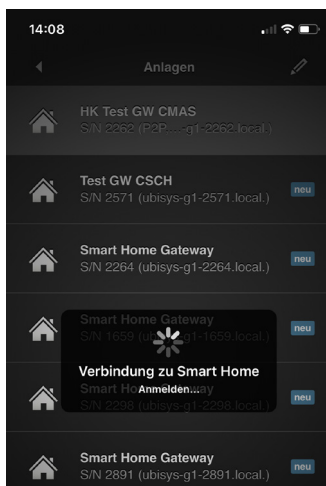 14:08
Anlagen
HK Test GW CMAS
S/N 2262 (P2P....-g1-2262.local.)
Test GW CSCH
S/N 2571 (ubisys-g1-2571.local.)
neu
Smart Home Gateway
S/N 2264 (ubisys-g1-2264.local.)
neu
Smart Home Gateway
S/N 1659 (ubisys-g1-1659.local.)
neu
Verbindung zu Smart Home
Anmelden...
Smart Home Gateway
S/N 2298 (ubisys-g1-2298.local.)
neu
Smart Home Gateway
S/N 2891 (ubisys-g1-2891.local.)
neu